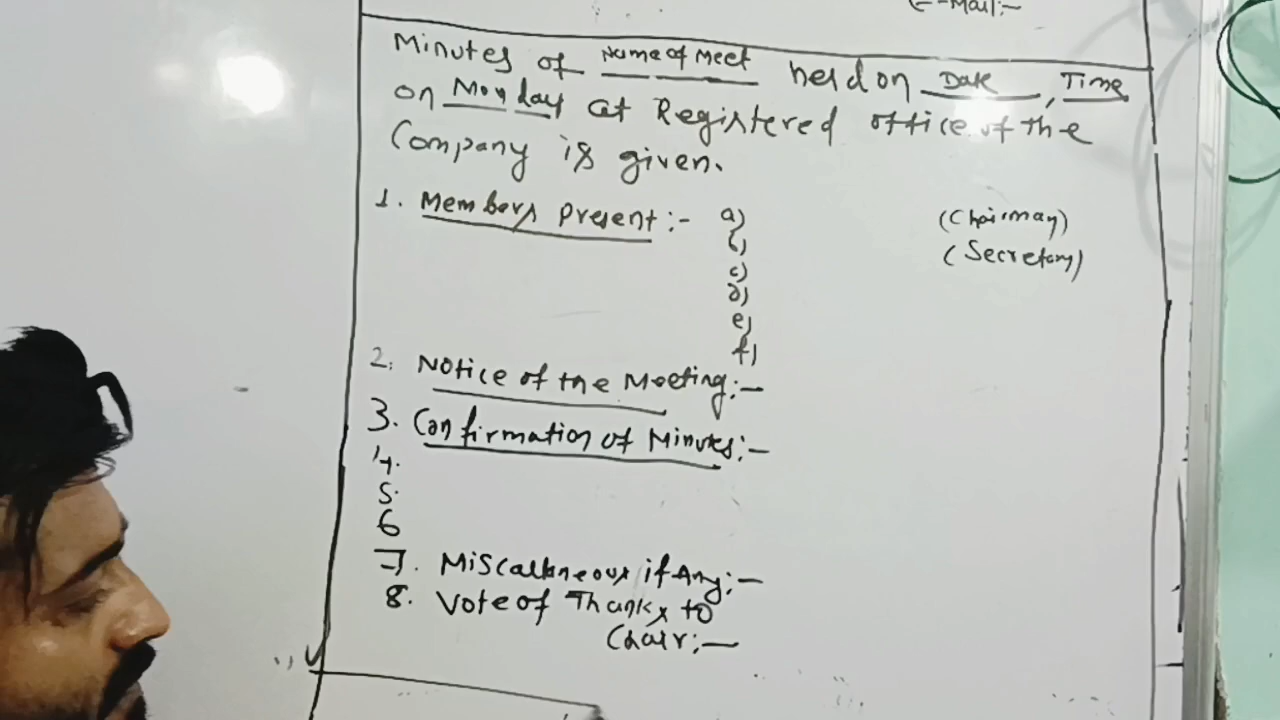 E-Mail:-
Minutes of Name of Meet held on Date, Time
on Monday at Registered office of the
Company is given.
1. Members Present:- a) (Chairman)
b) (Secretary)
c)
d)
e)
f)
2. Notice of the Meeting:-
3. Confirmation of Minutes:-
4.
5.
6
7. Miscallaneous if Any:-
8. Vote of Thanks to
Chair:-